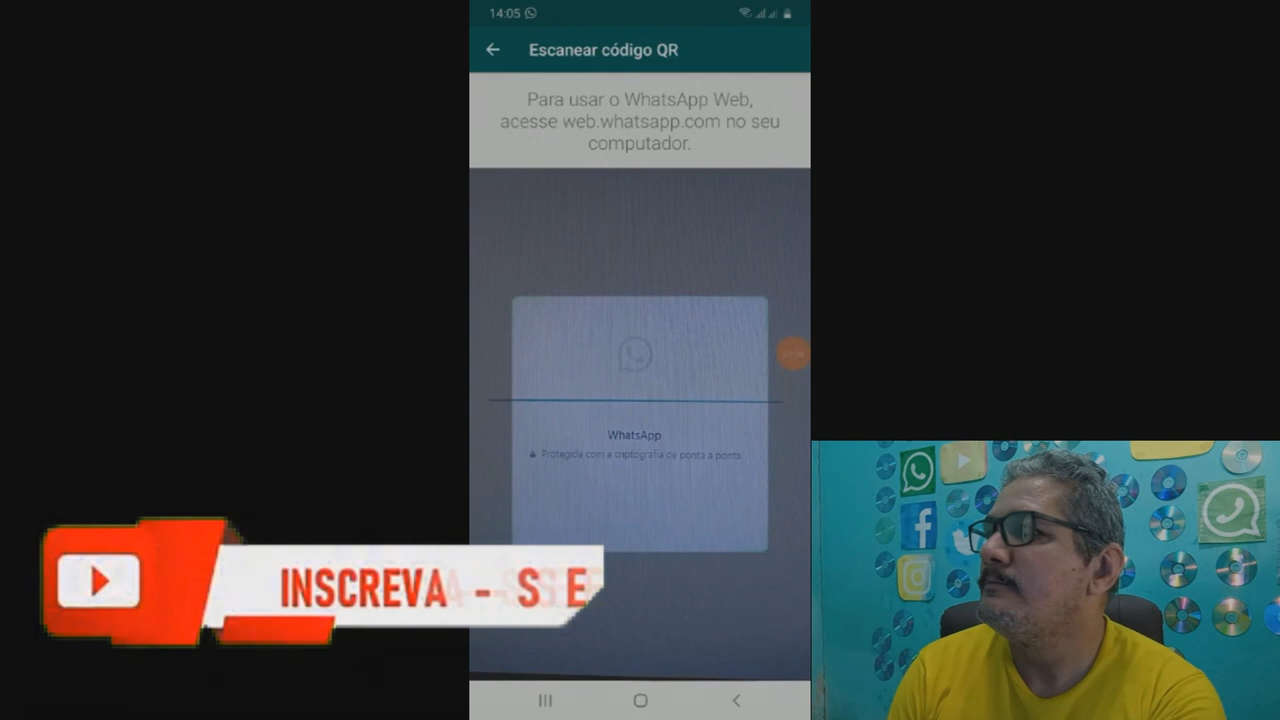 14:05
Escanear código QR
Para usar o WhatsApp Web,
acesse web.whatsapp.com no seu
computador.
WhatsApp
Protegida com a criptografia de ponta a ponta
INSCREVA - SE